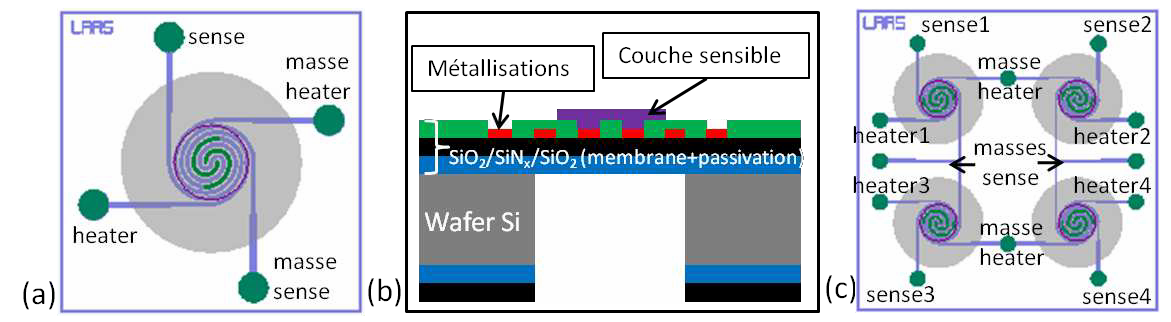 LAAS
sense
masse
heater
heater
masse
sense
(a)
Métallisations
Couche sensible
SiO2/SiNx/SiO2 (membrane+passivation)
Wafer Si
(b)
LAAS
sense1
sense2
masse
heater
heater1
heater2
masses
sense
heater3
heater4
masse
heater
sense3
sense4
(c)